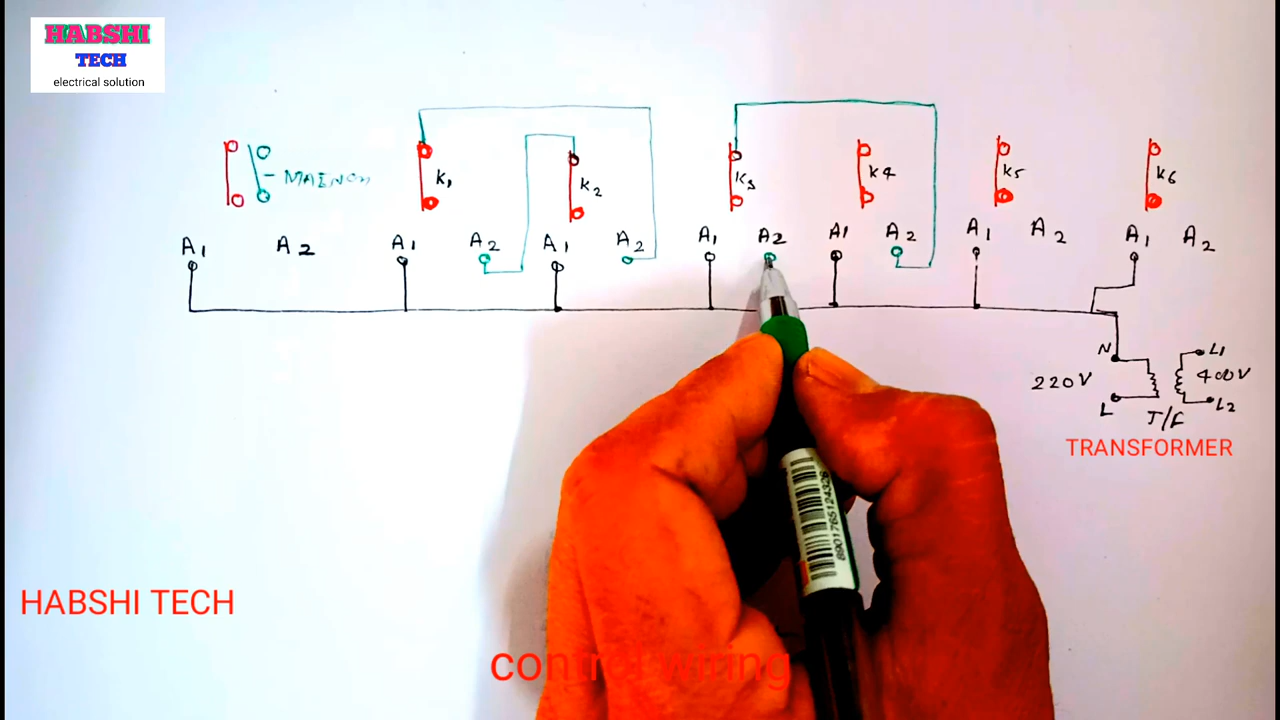 HABSHI
TECH
electrical solution
MAINON
K1
K2
K3
K4
K5
K6
A1 A2 A1 A2 A1 A2 A1 A2 A1 A2 A1 A2 A1 A2
N
L1
220V
400V
L
T/F
L2
TRANSFORMER
8901765124326
HABSHI TECH
control wiring